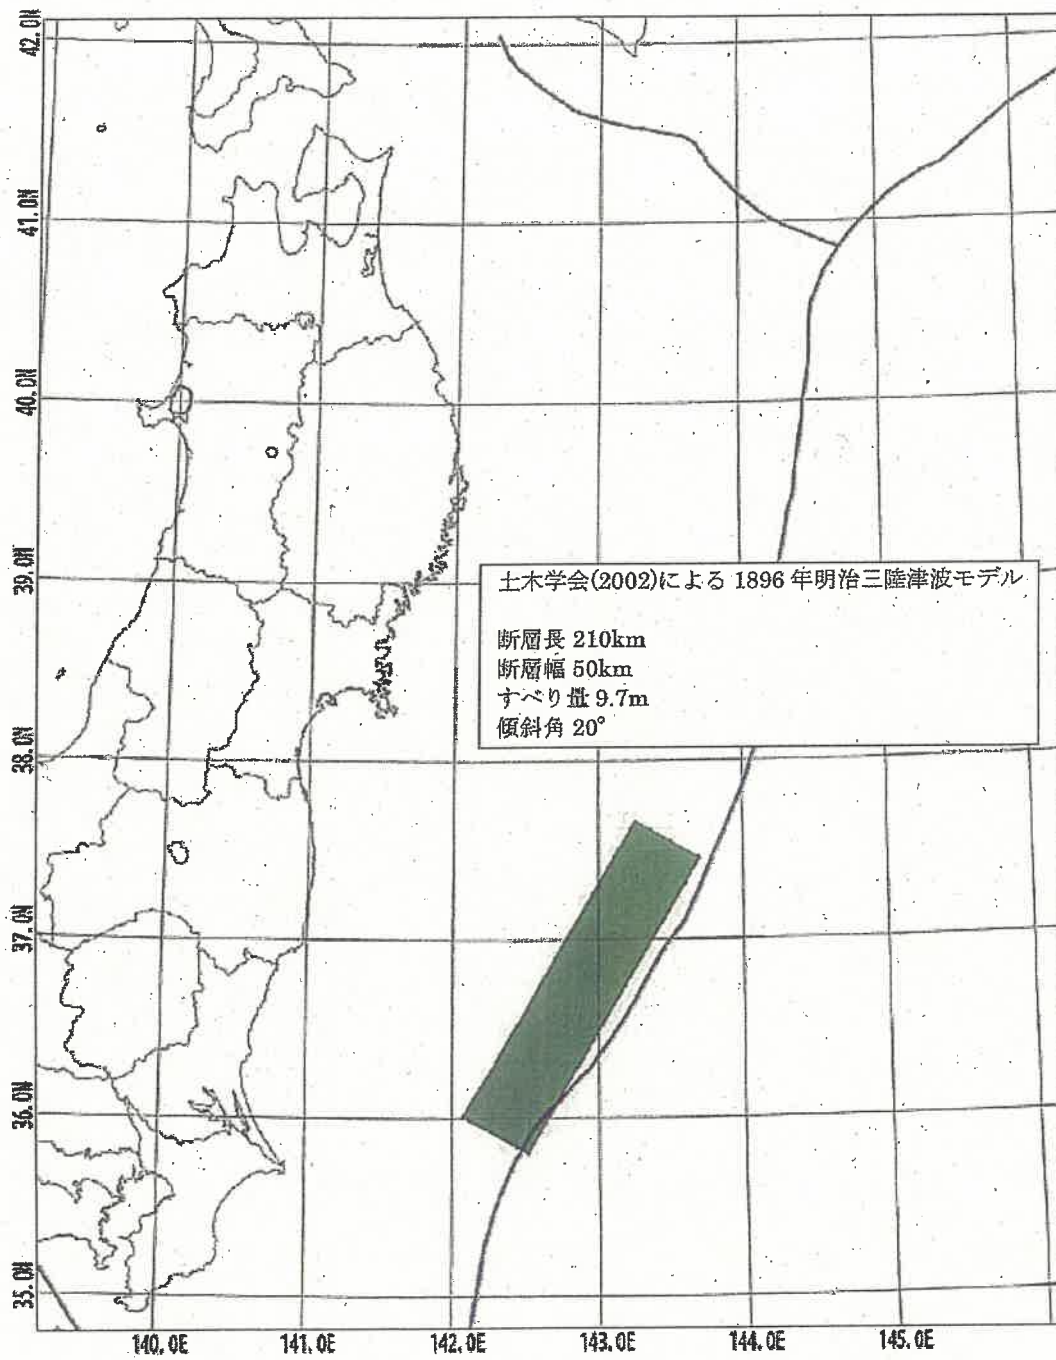 42.0N
41.0N
40.0N
39.0N
土木学会(2002)による 1896 年明治三陸津波モデル
断層長 210km
断層幅 50km
すべり量 9.7m
傾斜角 20°
38.0N
37.0N
36.0N
35.0N
140.0E 141.0E 142.0E 143.0E 144.0E 145.0E